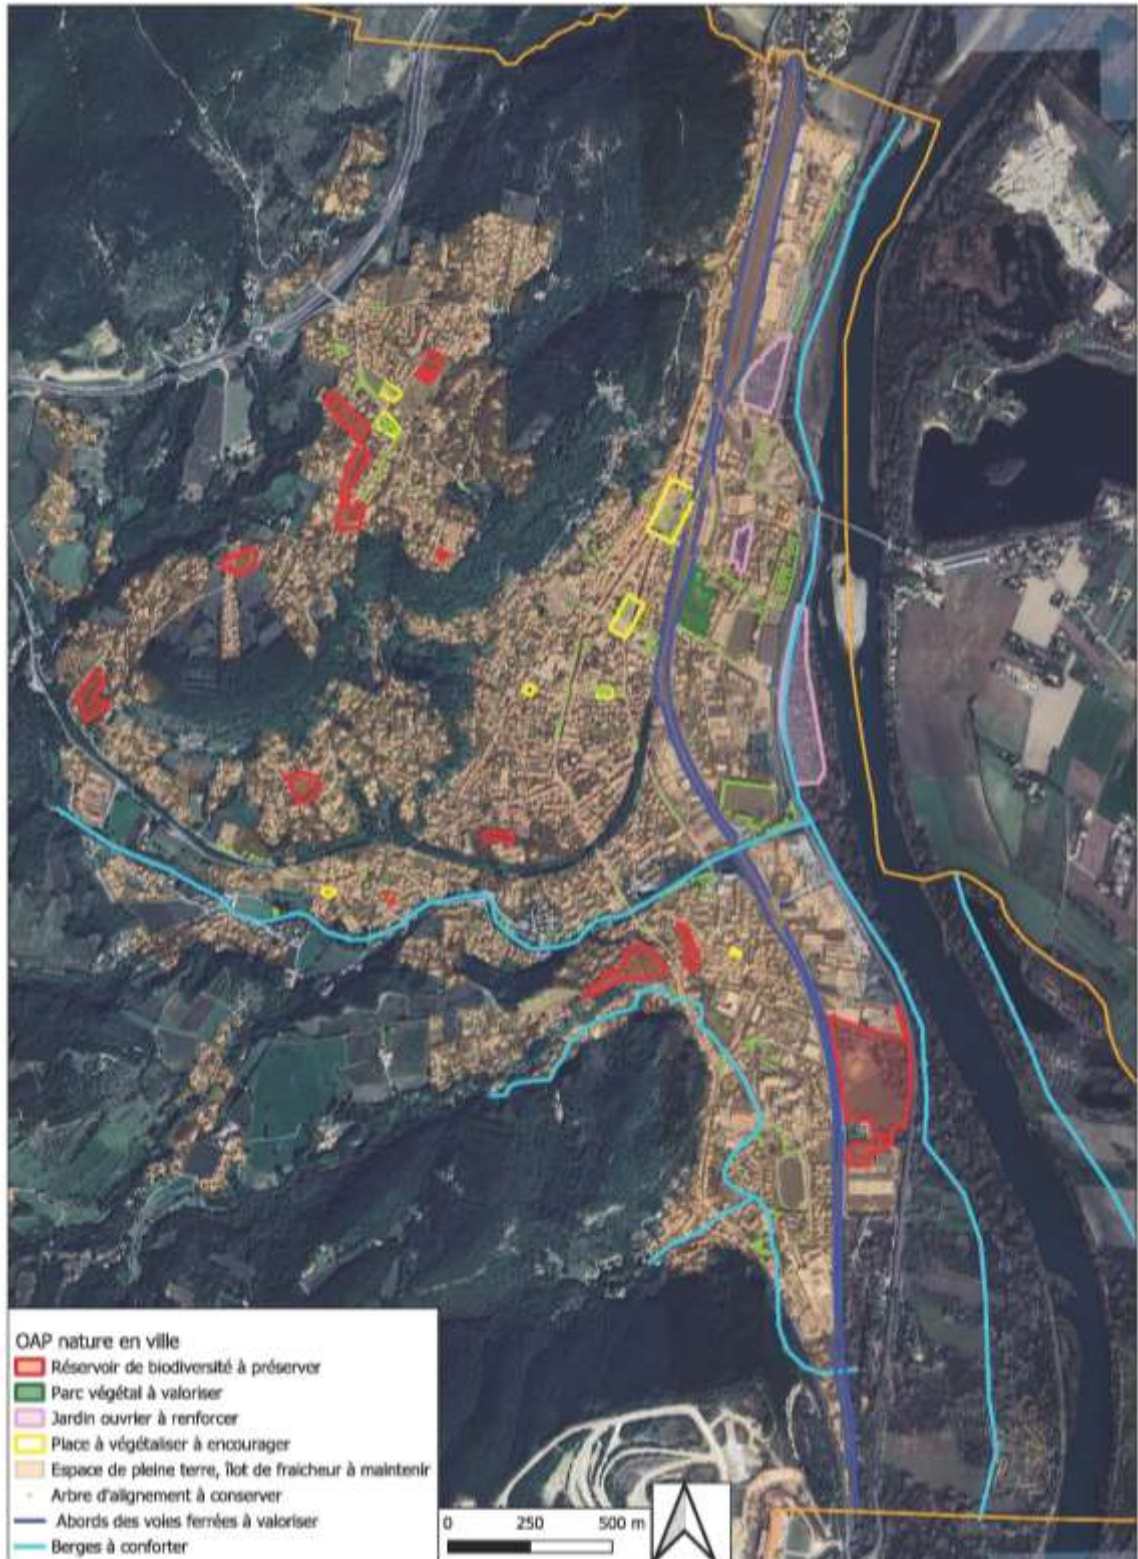 OAP nature en ville
Réservoir de biodiversité à préserver
Parc végétal à valoriser
Jardin ouvrier à renforcer
Place à végétaliser à encourager
Espace de pleine terre, îlot de fraicheur à maintenir
Arbre d'alignement à conserver
Abords des voies ferrées à valoriser
Berges à conforter
0 250 500 m